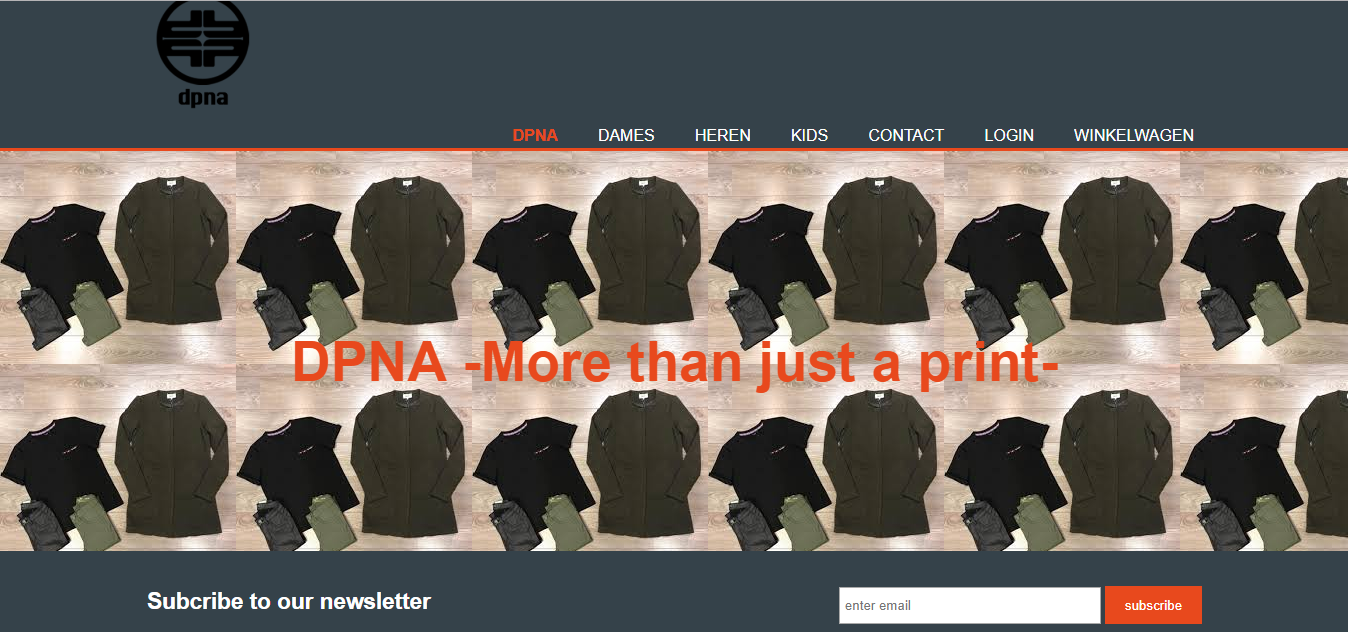 dpna
DPNA DAMES HEREN KIDS CONTACT LOGIN WINKELWAGEN
DPNA -More than just a print-
Subcribe to our newsletter
enter email
subscribe